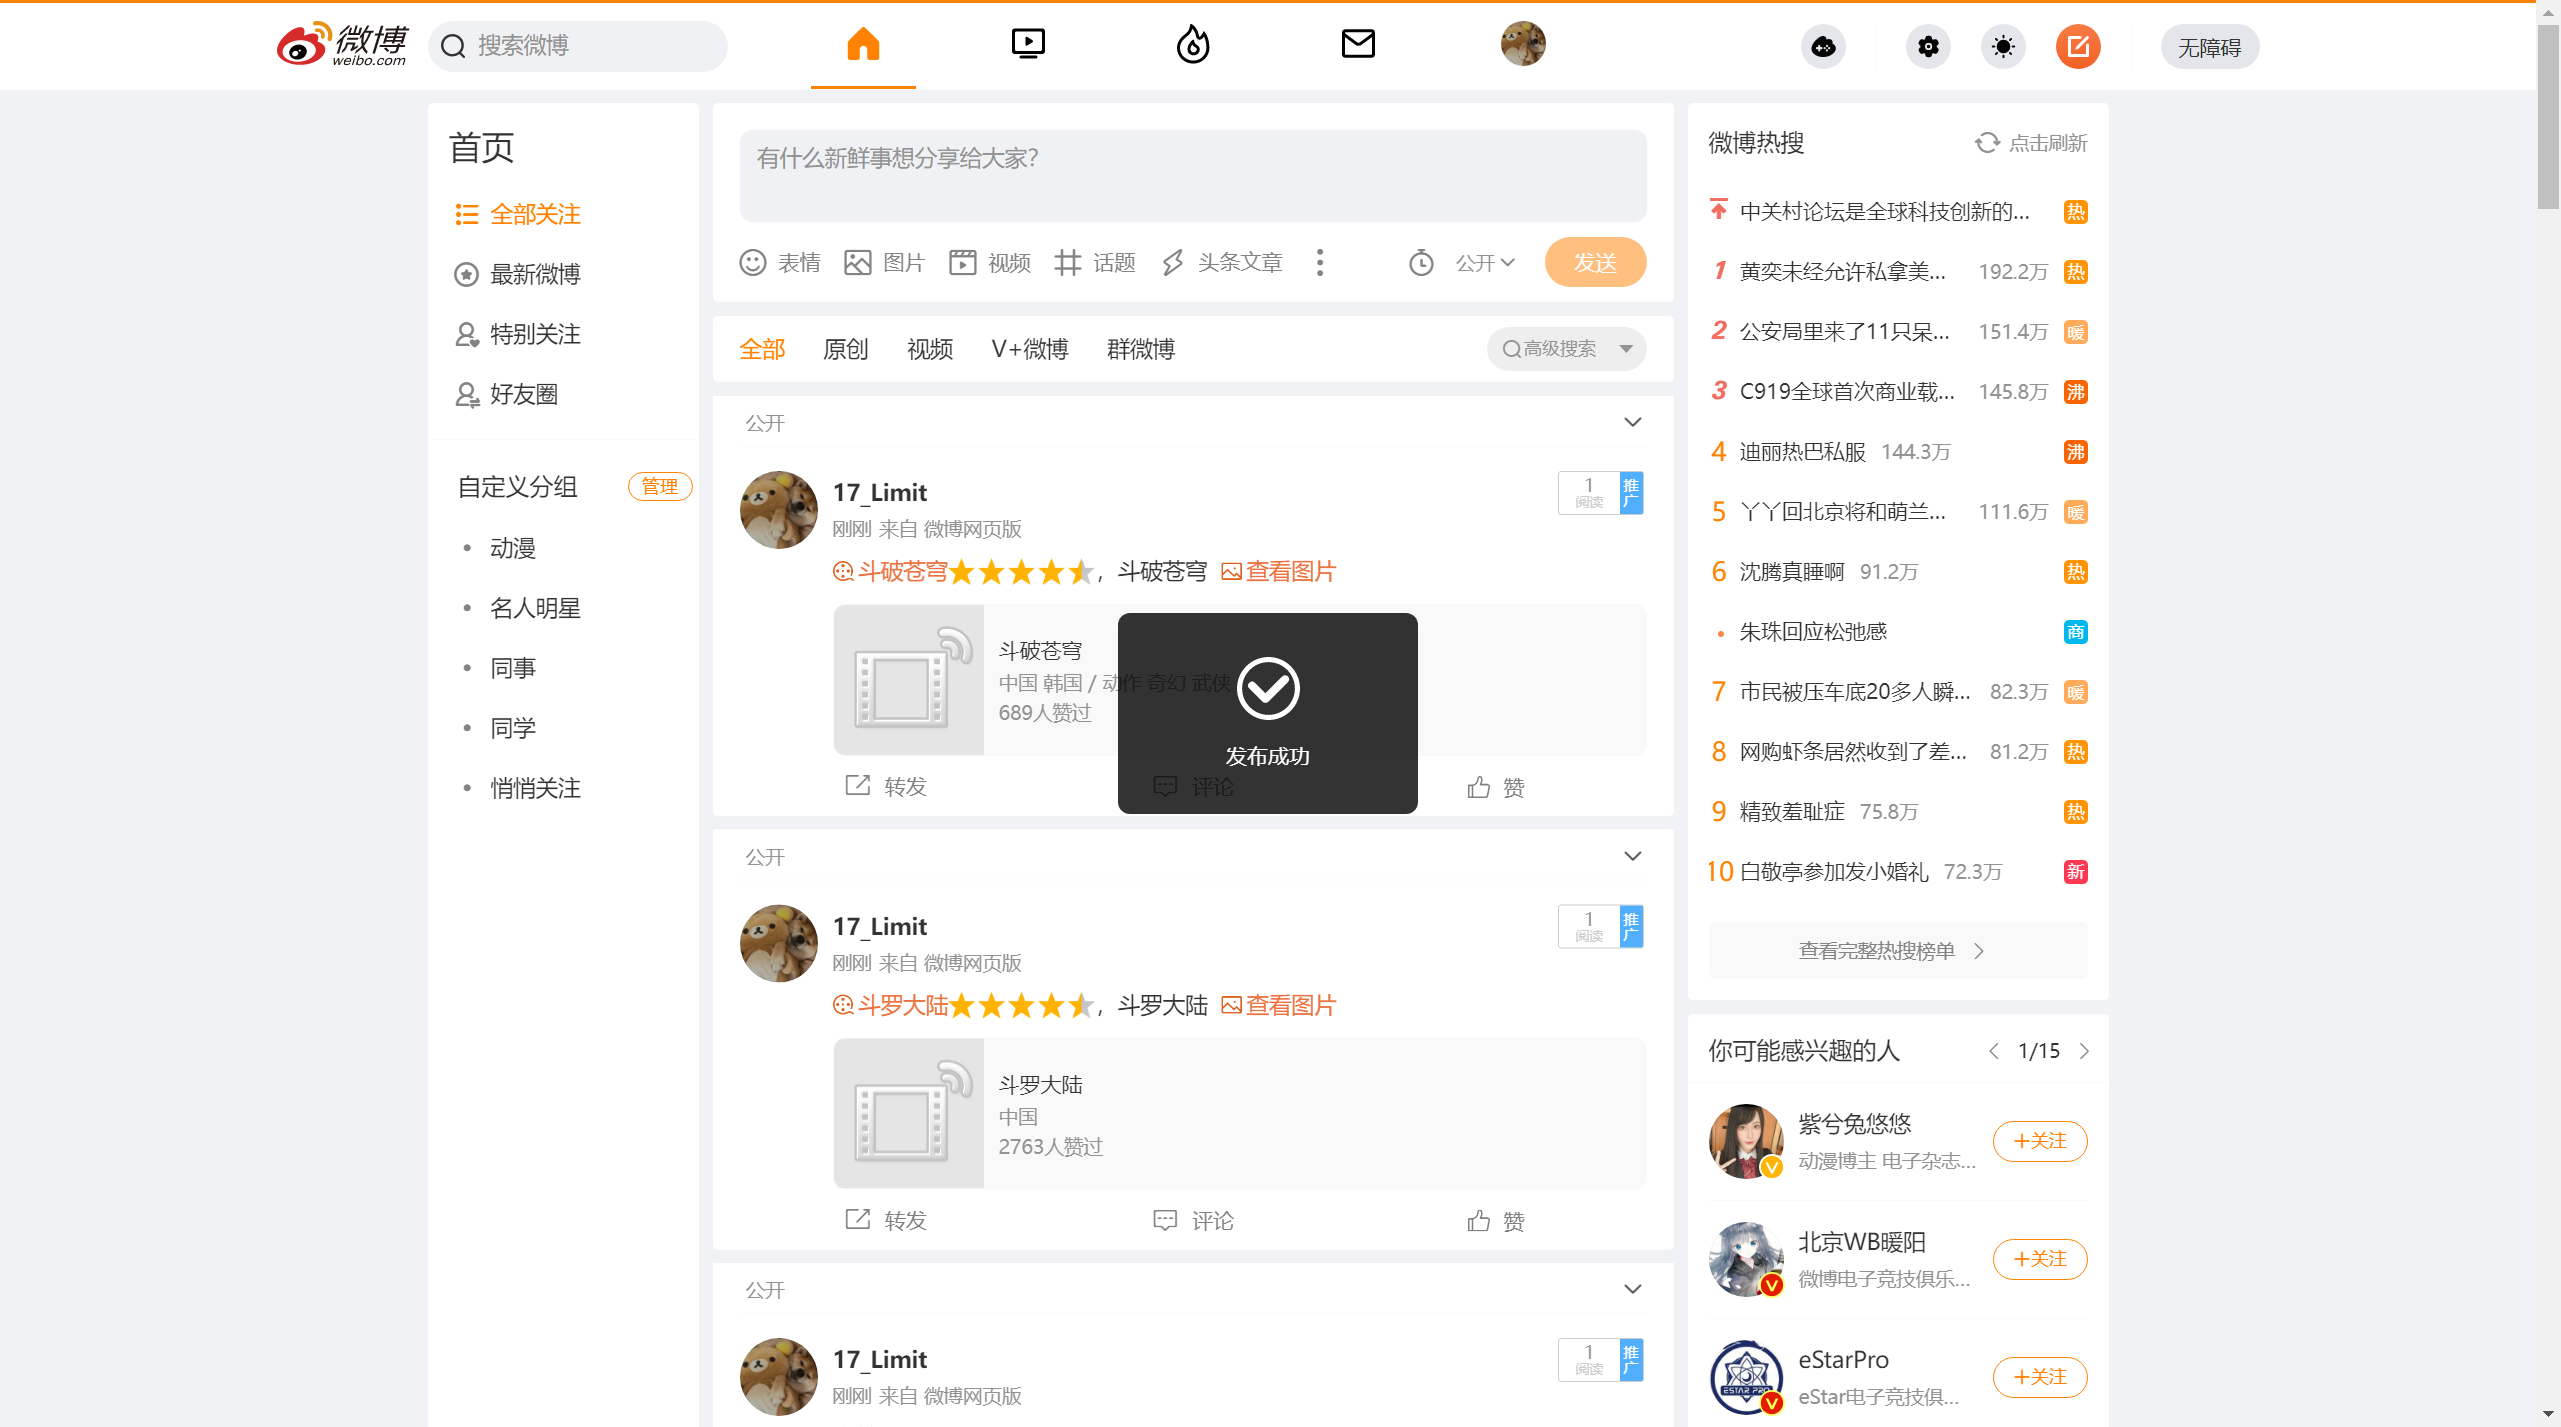 微博
weibo.com
搜索微博
无障碍
首页
全部关注
最新微博
特别关注
好友圈
自定义分组 管理
动漫
名人明星
同事
同学
悄悄关注
有什么新鲜事想分享给大家?
表情 图片 视频 话题 头条文章 公开 发送
全部 原创 视频 V+微博 群微博 高级搜索
公开
17_Limit
1
阅读
推广
刚刚 来自 微博网页版
斗破苍穹，斗破苍穹 查看图片
斗破苍穹
中国 韩国 / 动作 奇幻 武侠
689人赞过
发布成功
转发 评论 赞
公开
17_Limit
1
阅读
推广
刚刚 来自 微博网页版
斗罗大陆，斗罗大陆 查看图片
斗罗大陆
中国
2763人赞过
转发 评论 赞
公开
17_Limit
1
阅读
推广
刚刚 来自 微博网页版
微博热搜 点击刷新
中关村论坛是全球科技创新的... 热
1 黄奕未经允许私拿美... 192.2万 热
2 公安局里来了11只呆... 151.4万 暖
3 C919全球首次商业载... 145.8万 沸
4 迪丽热巴私服 144.3万 沸
5 丫丫回北京将和萌兰... 111.6万 暖
6 沈腾真睡啊 91.2万 热
朱珠回应松弛感 商
7 市民被压车底20多人瞬... 82.3万 暖
8 网购虾条居然收到了差... 81.2万 热
9 精致羞耻症 75.8万 热
10 白敬亭参加发小婚礼 72.3万 新
查看完整热搜榜单
你可能感兴趣的人 1/15
紫兮兔悠悠
动漫博主 电子杂志...
+关注
北京WB暖阳
微博电子竞技俱乐...
+关注
eStarPro
eStar电子竞技俱...
+关注
ESTAR PRO